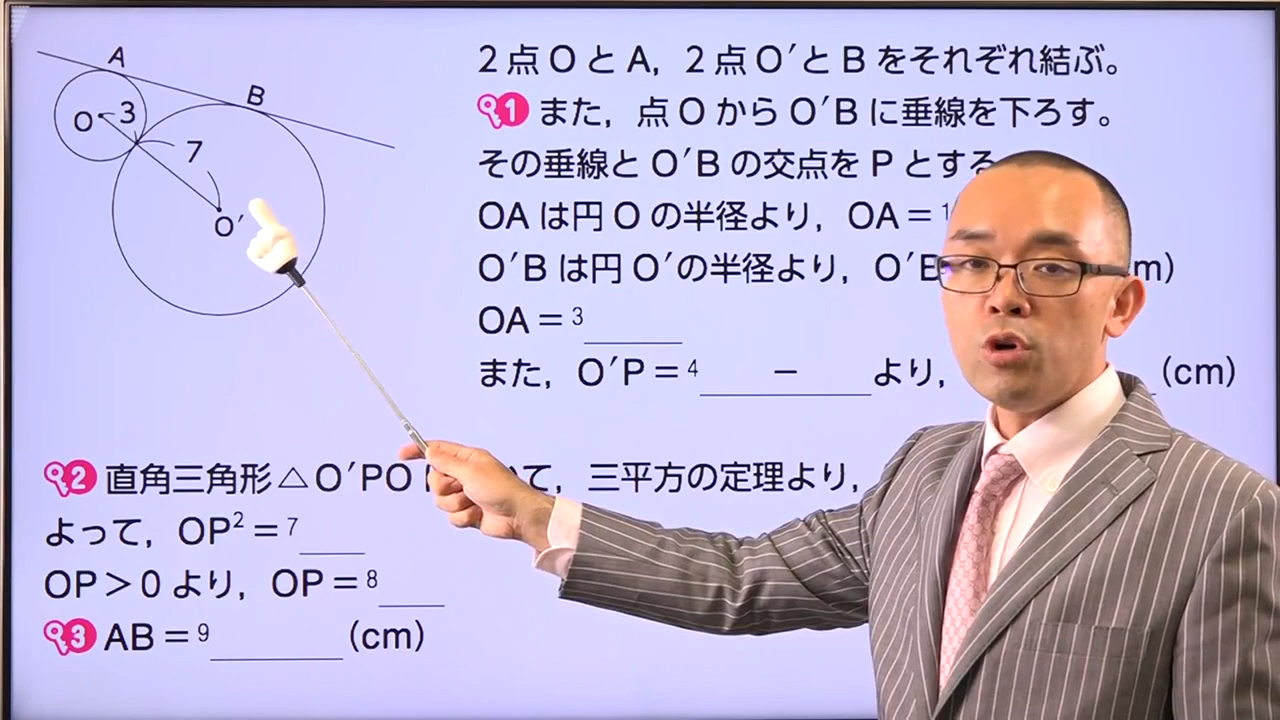 A
B
O
3
7
O′
2点OとA，2点O′とBをそれぞれ結ぶ。
1 また，点OからO′Bに垂線を下ろす。
その垂線とO′Bの交点をPとする
OAは円Oの半径より，OA＝1
O′Bは円O′の半径より，O′B m)
OA＝3
また，O′P＝4 － より， (cm)
2 直角三角形△O′PO て，三平方の定理より，
よって，OP²＝7
OP＞0より，OP＝8
3 AB＝9 (cm)